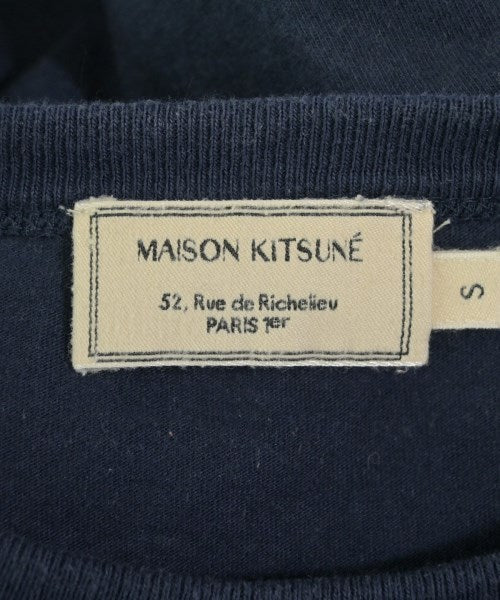 MAISON KITSUNÉ
52, Rue de Richelieu
PARIS 1er
S